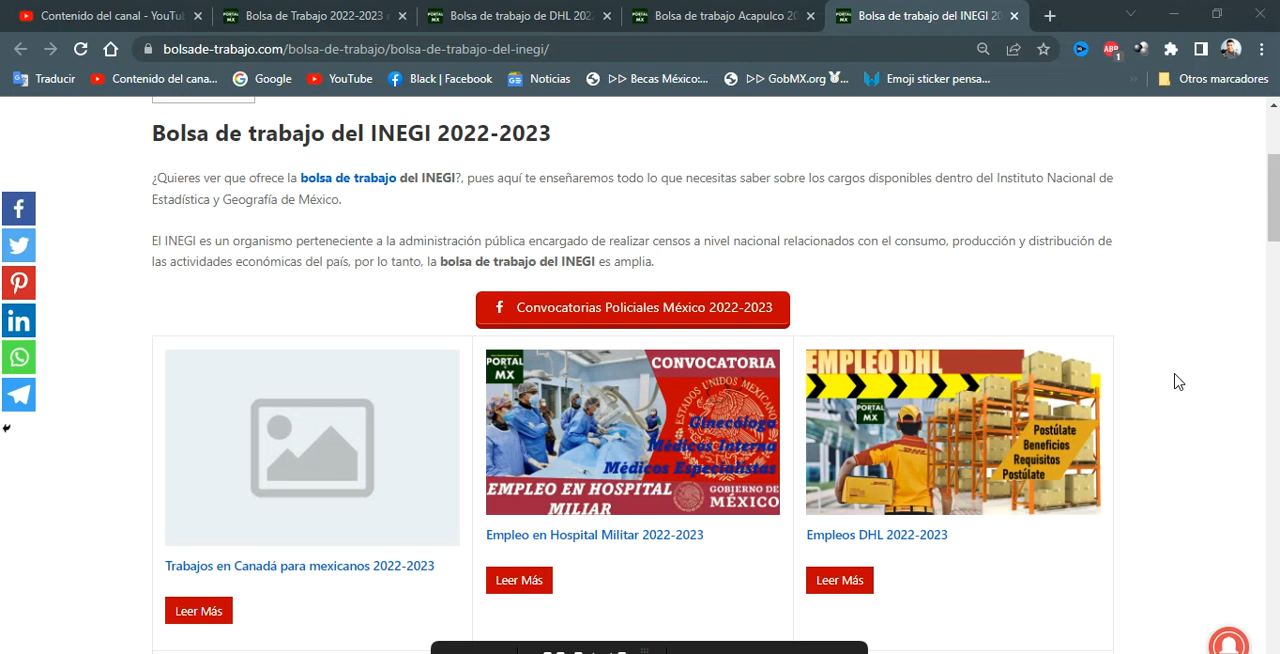 Contenido del canal - YouTu
Bolsa de Trabajo 2022-2023
Bolsa de trabajo de DHL 202
Bolsa de trabajo Acapulco 20
Bolsa de trabajo del INEGI 20
bolsade-trabajo.com/bolsa-de-trabajo/bolsa-de-trabajo-del-inegi/
ABP
1
Traducir
Contenido del cana...
Google
YouTube
Black | Facebook
Noticias
▷▷ Becas México:...
▷▷ GobMX.org
Emoji sticker pensa...
Otros marcadores
Bolsa de trabajo del INEGI 2022-2023
¿Quieres ver que ofrece la bolsa de trabajo del INEGI?, pues aquí te enseñaremos todo lo que necesitas saber sobre los cargos disponibles dentro del Instituto Nacional de
Estadística y Geografía de México.
El INEGI es un organismo perteneciente a la administración pública encargado de realizar censos a nivel nacional relacionados con el consumo, producción y distribución de
las actividades económicas del país, por lo tanto, la bolsa de trabajo del INEGI es amplia.
Convocatorias Policiales México 2022-2023
Trabajos en Canadá para mexicanos 2022-2023
Leer Más
PORTAL
MX
CONVOCATORIA
ESTADOS UNIDOS MEXICANOS
Ginecóloga
Médicos Interna
Médicos Especialistas
EMPLEO EN HOSPITAL
MILIAR
GOBIERNO DE
MÉXICO
Empleo en Hospital Militar 2022-2023
Leer Más
EMPLEO DHL
PORTAL
MX
DHL
Postúlate
Beneficios
Requisitos
Postúlate
Empleos DHL 2022-2023
Leer Más